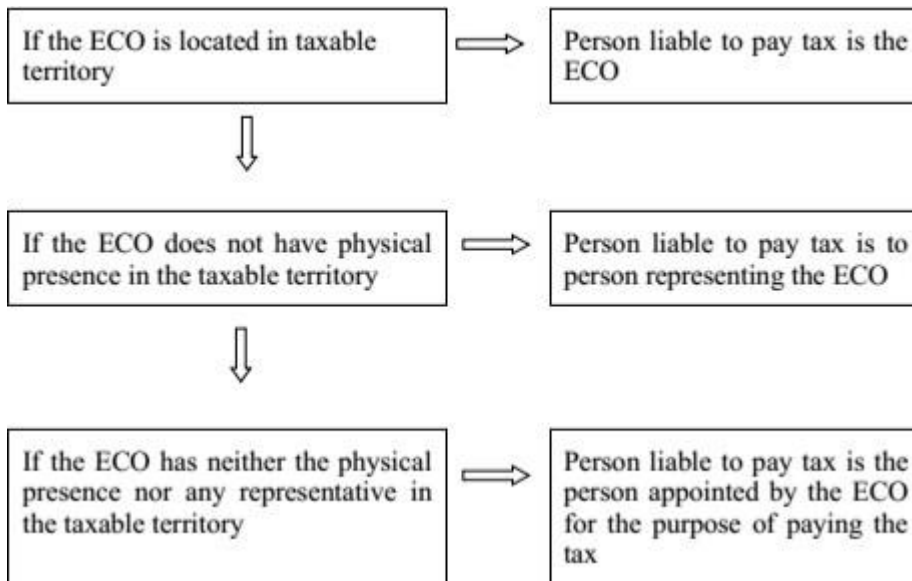 If the ECO is located in taxable
territory
Person liable to pay tax is the
ECO
If the ECO does not have physical
presence in the taxable territory
Person liable to pay tax is to
person representing the ECO
If the ECO has neither the physical
presence nor any representative in
the taxable territory
Person liable to pay tax is the
person appointed by the ECO
for the purpose of paying the
tax